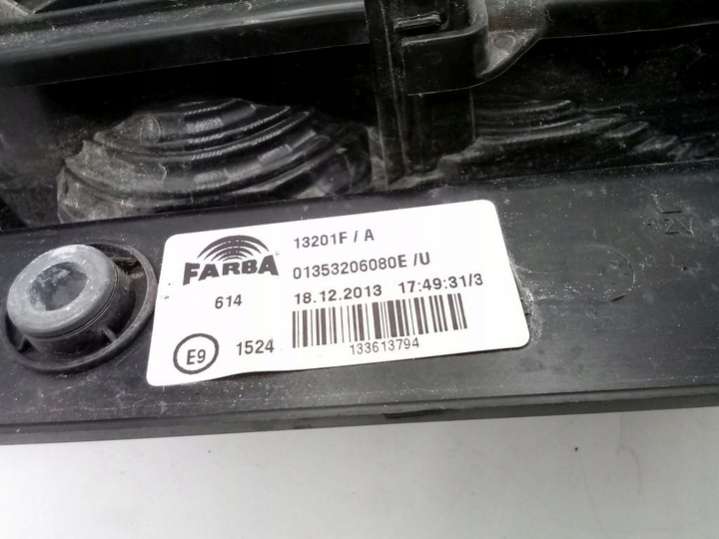 FARBA
13201F / A
01353206080E /U
614
18.12.2013 17:49:31/3
E9
1524
133613794